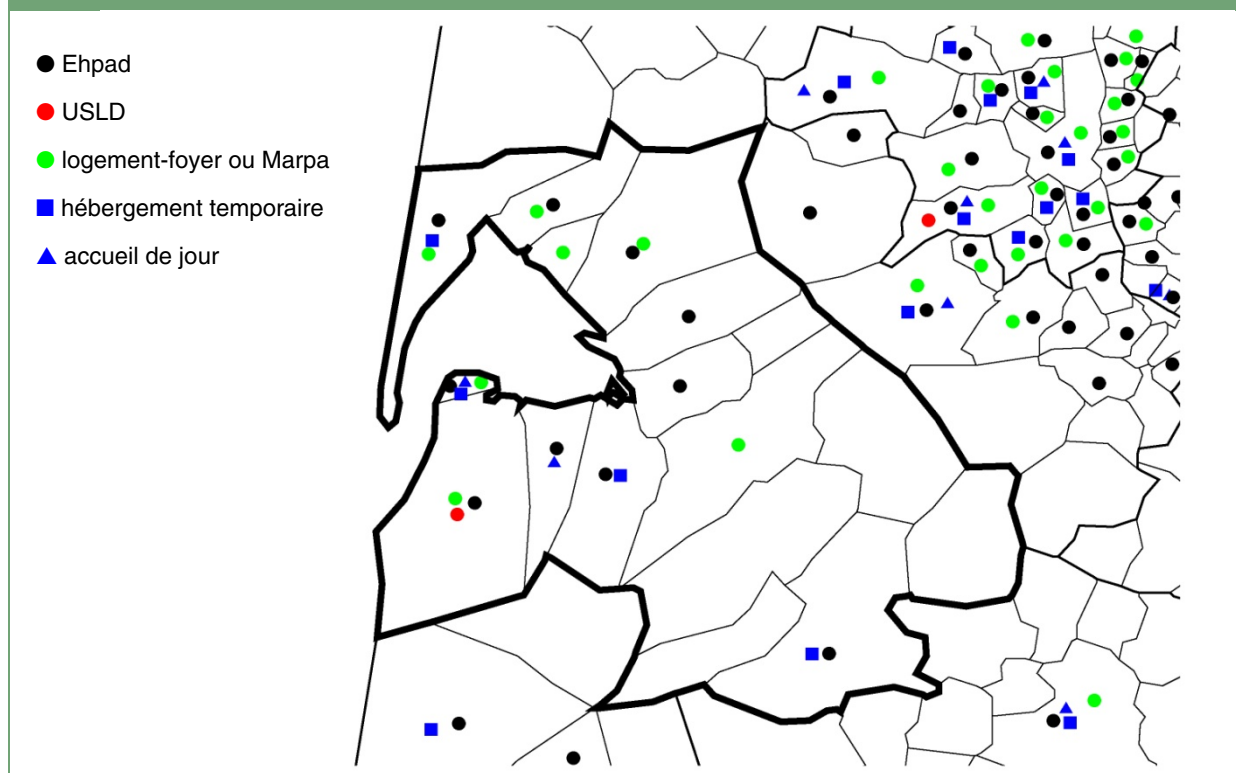 Ehpad
USLD
logement-foyer ou Marpa
hébergement temporaire
accueil de jour